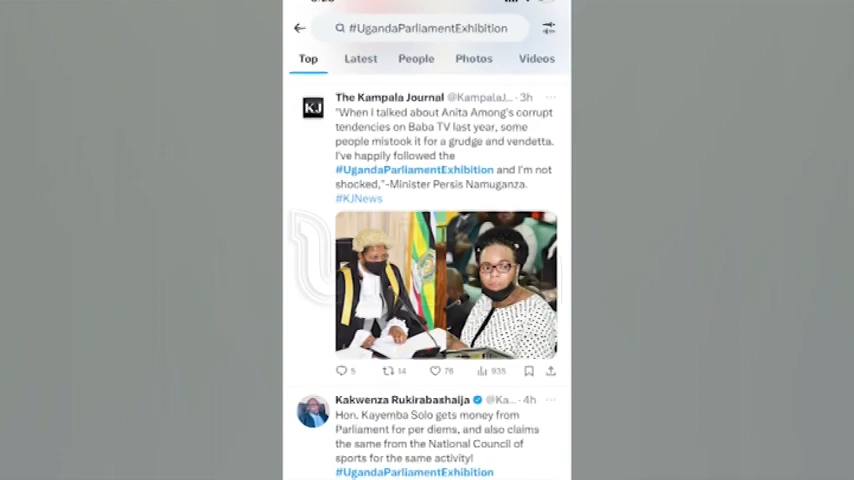 #UgandaParliamentExhibition
Top Latest People Photos Videos
KJ
The Kampala Journal @KampalaJ... · 3h
"When I talked about Anita Among's corrupt
tendencies on Baba TV last year, some
people mistook it for a grudge and vendetta.
I've happily followed the
#UgandaParliamentExhibition and I'm not
shocked,"-Minister Persis Namuganza.
#KJNews
5 14 76 935
Kakwenza Rukirabashaija @Ka... · 4h
Hon. Kayemba Solo gets money from
Parliament for per diems, and also claims
the same from the National Council of
sports for the same activity!
#UgandaParliamentExhibition